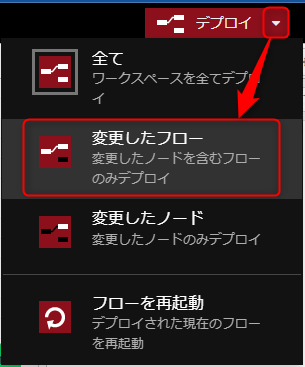 デプロイ
全て
ワークスペースを全てデプロ
イ
変更したフロー
変更したノードを含むフロー
のみデプロイ
変更したノード
変更したノードのみデプロイ
フローを再起動
デプロイされた現在のフロー
を再起動